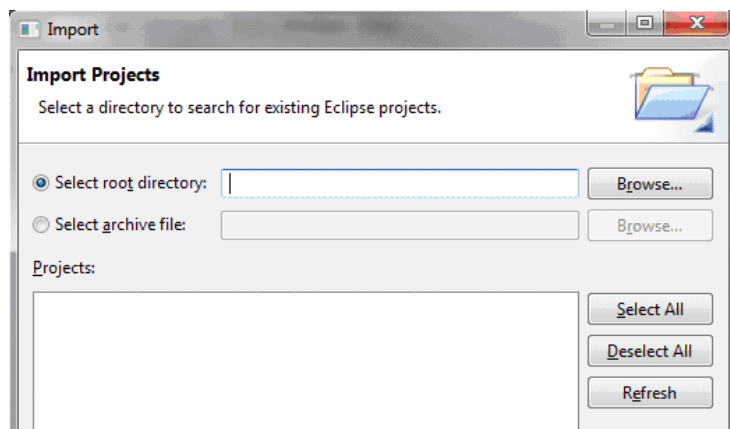 Import
Import Projects
Select a directory to search for existing Eclipse projects.
Select root directory: Browse...
Select archive file: Browse...
Projects:
Select All
Deselect All
Refresh